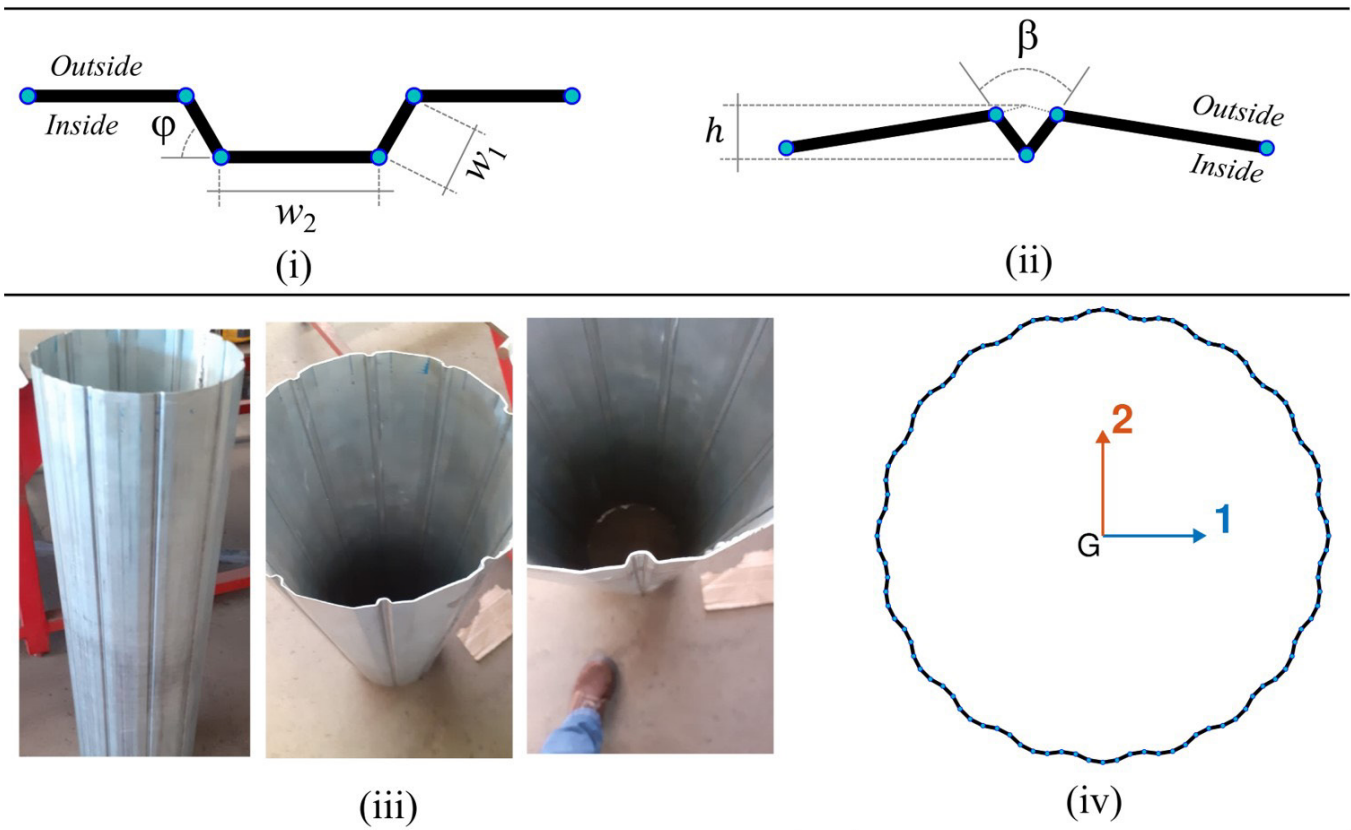 Outside
Inside
φ
w1
w2
(i)
β
h
Outside
Inside
(ii)
(iii)
2
1
G
(iv)